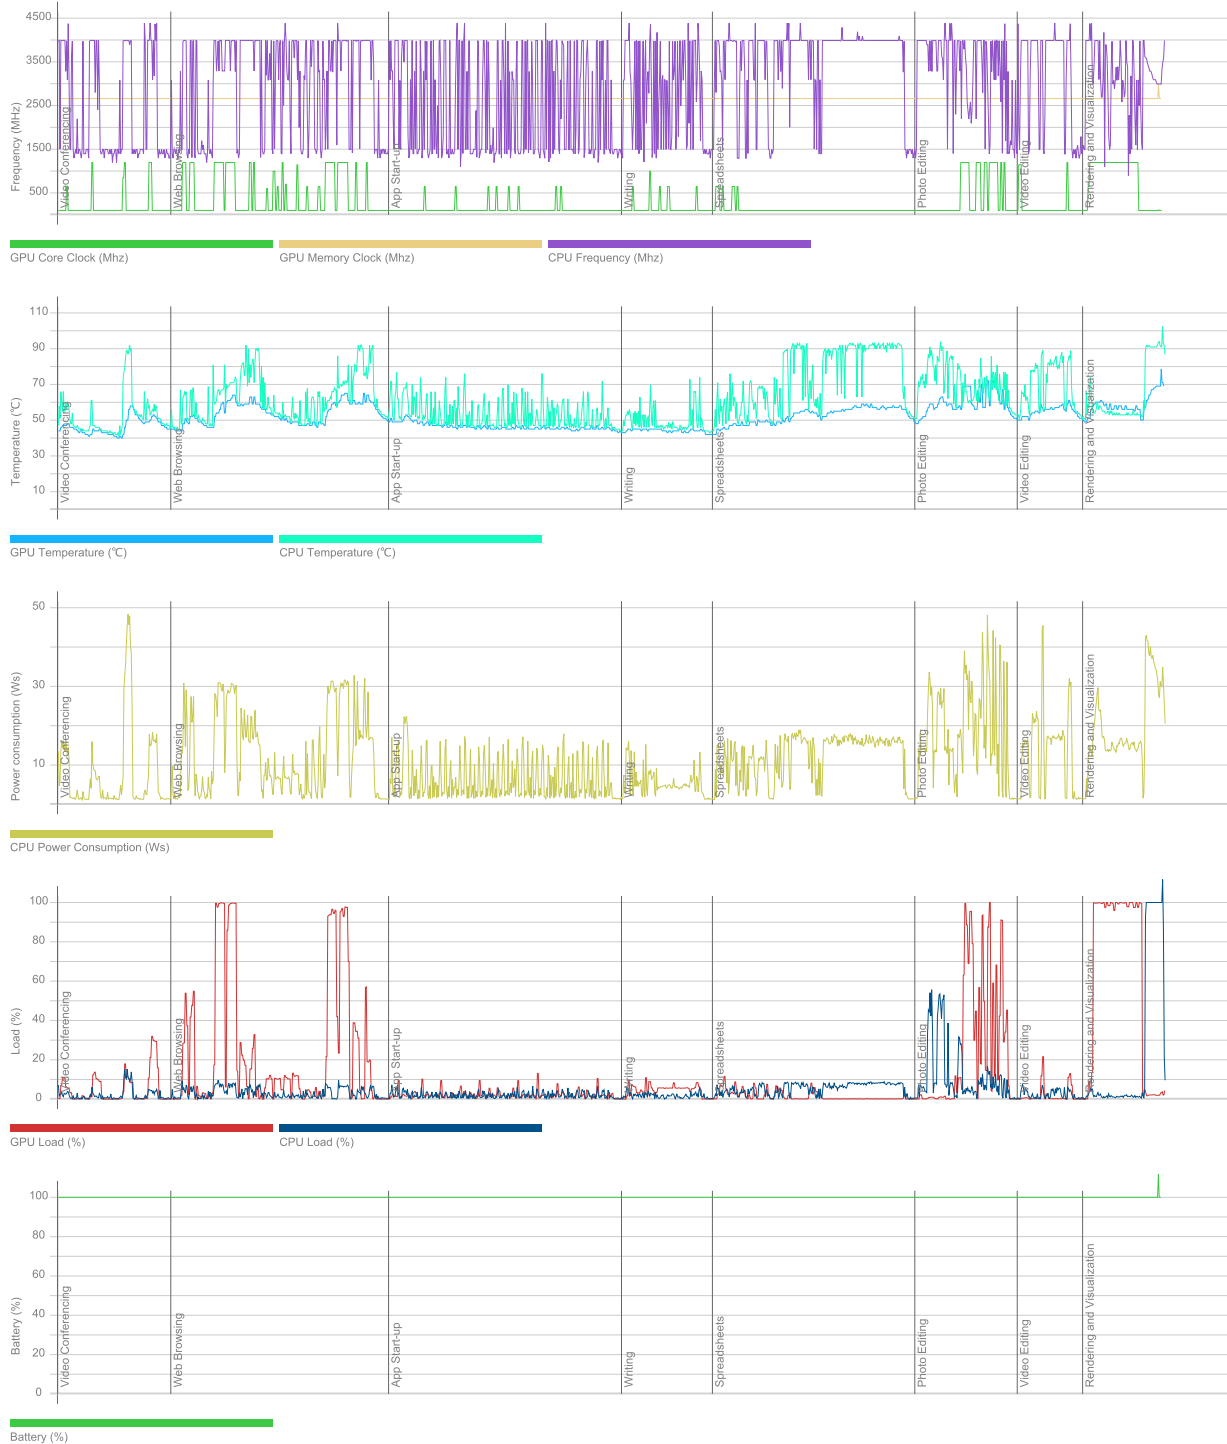 4500
3500
2500
1500
500
Frequency (MHz)
Video Conferencing
Web Browsing
App Start-up
Writing
Spreadsheets
Photo Editing
Video Editing
Rendering and Visualization
GPU Core Clock (Mhz)
GPU Memory Clock (Mhz)
CPU Frequency (Mhz)
110
90
70
50
30
10
Temperature (℃)
Video Conferencing
Web Browsing
App Start-up
Writing
Spreadsheets
Photo Editing
Video Editing
Rendering and Visualization
GPU Temperature (℃)
CPU Temperature (℃)
50
30
10
Power consumption (Ws)
Video Conferencing
Web Browsing
App Start-up
Writing
Spreadsheets
Photo Editing
Video Editing
Rendering and Visualization
CPU Power Consumption (Ws)
100
80
60
40
20
0
Load (%)
Video Conferencing
Web Browsing
App Start-up
Writing
Spreadsheets
Photo Editing
Video Editing
Rendering and Visualization
GPU Load (%)
CPU Load (%)
100
80
60
40
20
0
Battery (%)
Video Conferencing
Web Browsing
App Start-up
Writing
Spreadsheets
Photo Editing
Video Editing
Rendering and Visualization
Battery (%)